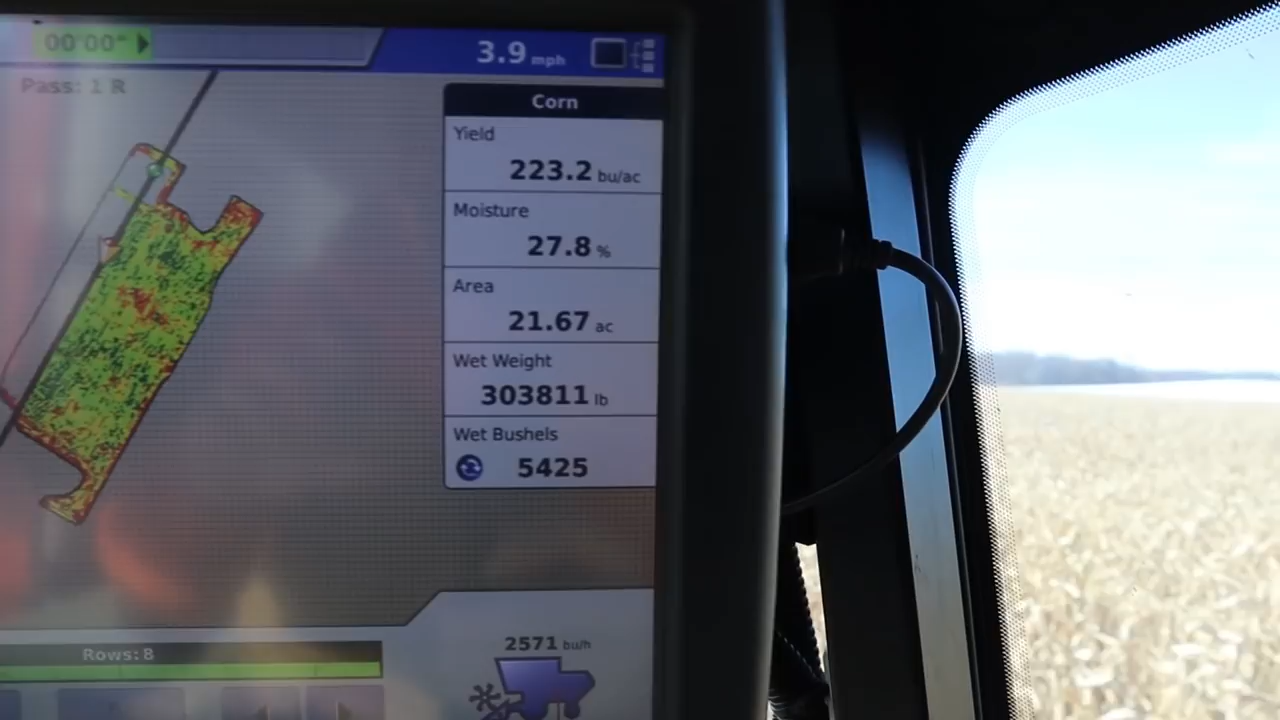 00:00"
3.9 mph
Pass: 1 R
Corn
Yield
223.2 bu/ac
Moisture
27.8 %
Area
21.67 ac
Wet Weight
303811 lb
Wet Bushels
5425
Rows:8
2571 bu/h